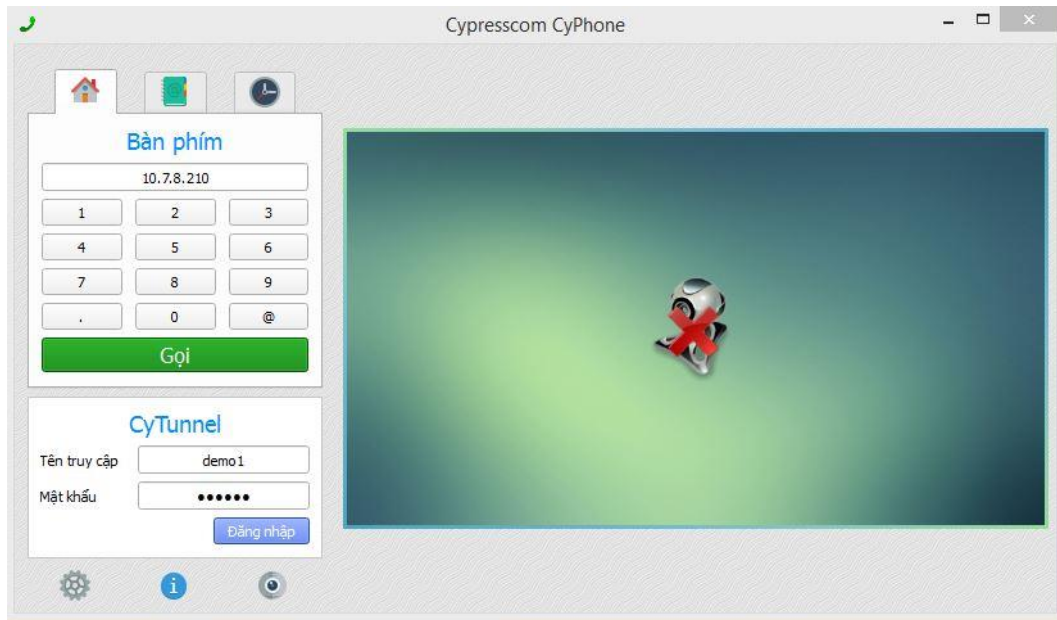 Cypresscom CyPhone
Bàn phím
10.7.8.210
1 2 3
4 5 6
7 8 9
. 0 @
Gọi
CyTunnel
Tên truy cập demo1
Mật khẩu ●●●●●●
Đăng nhập